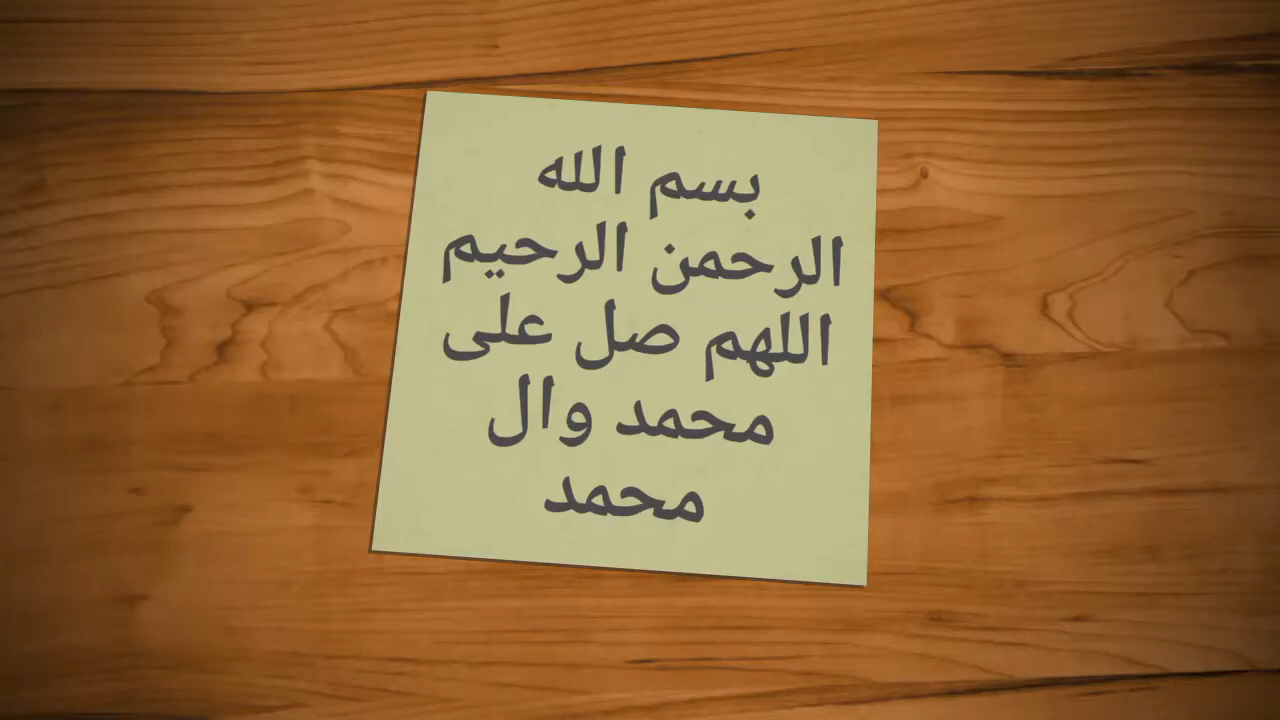 بسم الله
الرحمن الرحيم
اللهم صل على
محمد وال
محمد